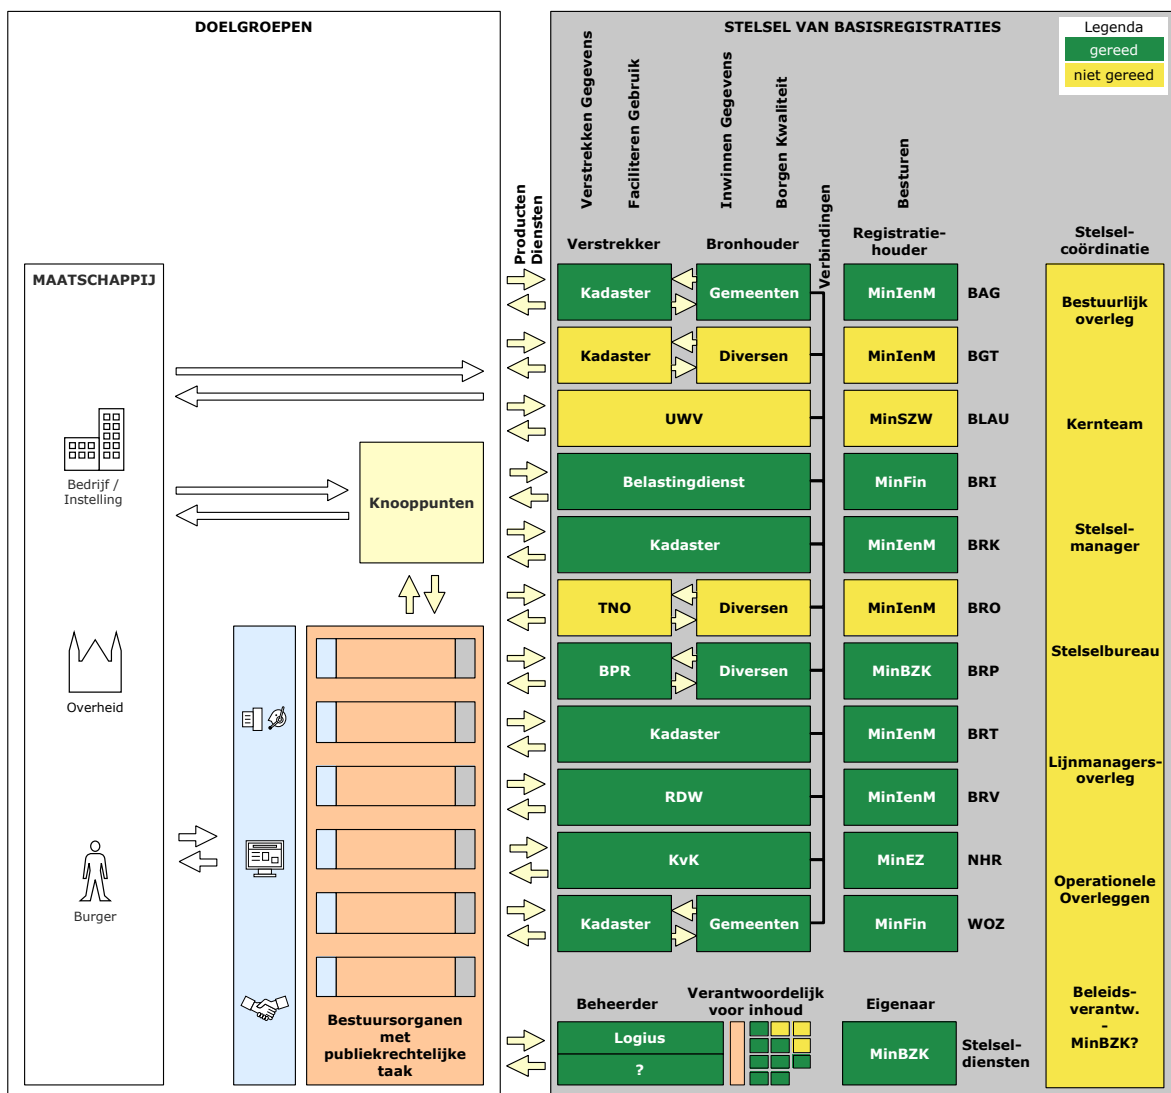 DOELGROEPEN
MAATSCHAPPIJ
Bedrijf /
Instelling
Overheid
Burger
Knooppunten
Bestuursorganen
met
publiekrechtelijke
taak
Producten
Diensten
STELSEL VAN BASISREGISTRATIES
Legenda
gereed
niet gereed
Verstrekken Gegevens
Faciliteren Gebruik
Inwinnen Gegevens
Borgen Kwaliteit
Verbindingen
Besturen
Verstrekker
Bronhouder
Registratie-
houder
Stelsel-
coördinatie
Kadaster
Gemeenten
MinIenM
BAG
Kadaster
Diversen
MinIenM
BGT
UWV
MinSZW
BLAU
Belastingdienst
MinFin
BRI
Kadaster
MinIenM
BRK
TNO
Diversen
MinIenM
BRO
BPR
Diversen
MinBZK
BRP
Kadaster
MinIenM
BRT
RDW
MinIenM
BRV
KvK
MinEZ
NHR
Kadaster
Gemeenten
MinFin
WOZ
Beheerder
Verantwoordelijk
voor inhoud
Eigenaar
Logius
?
MinBZK
Stelsel-
diensten
Bestuurlijk
overleg
Kernteam
Stelsel-
manager
Stelselbureau
Lijnmanagers-
overleg
Operationele
Overleggen
Beleids-
verantw.
-
MinBZK?